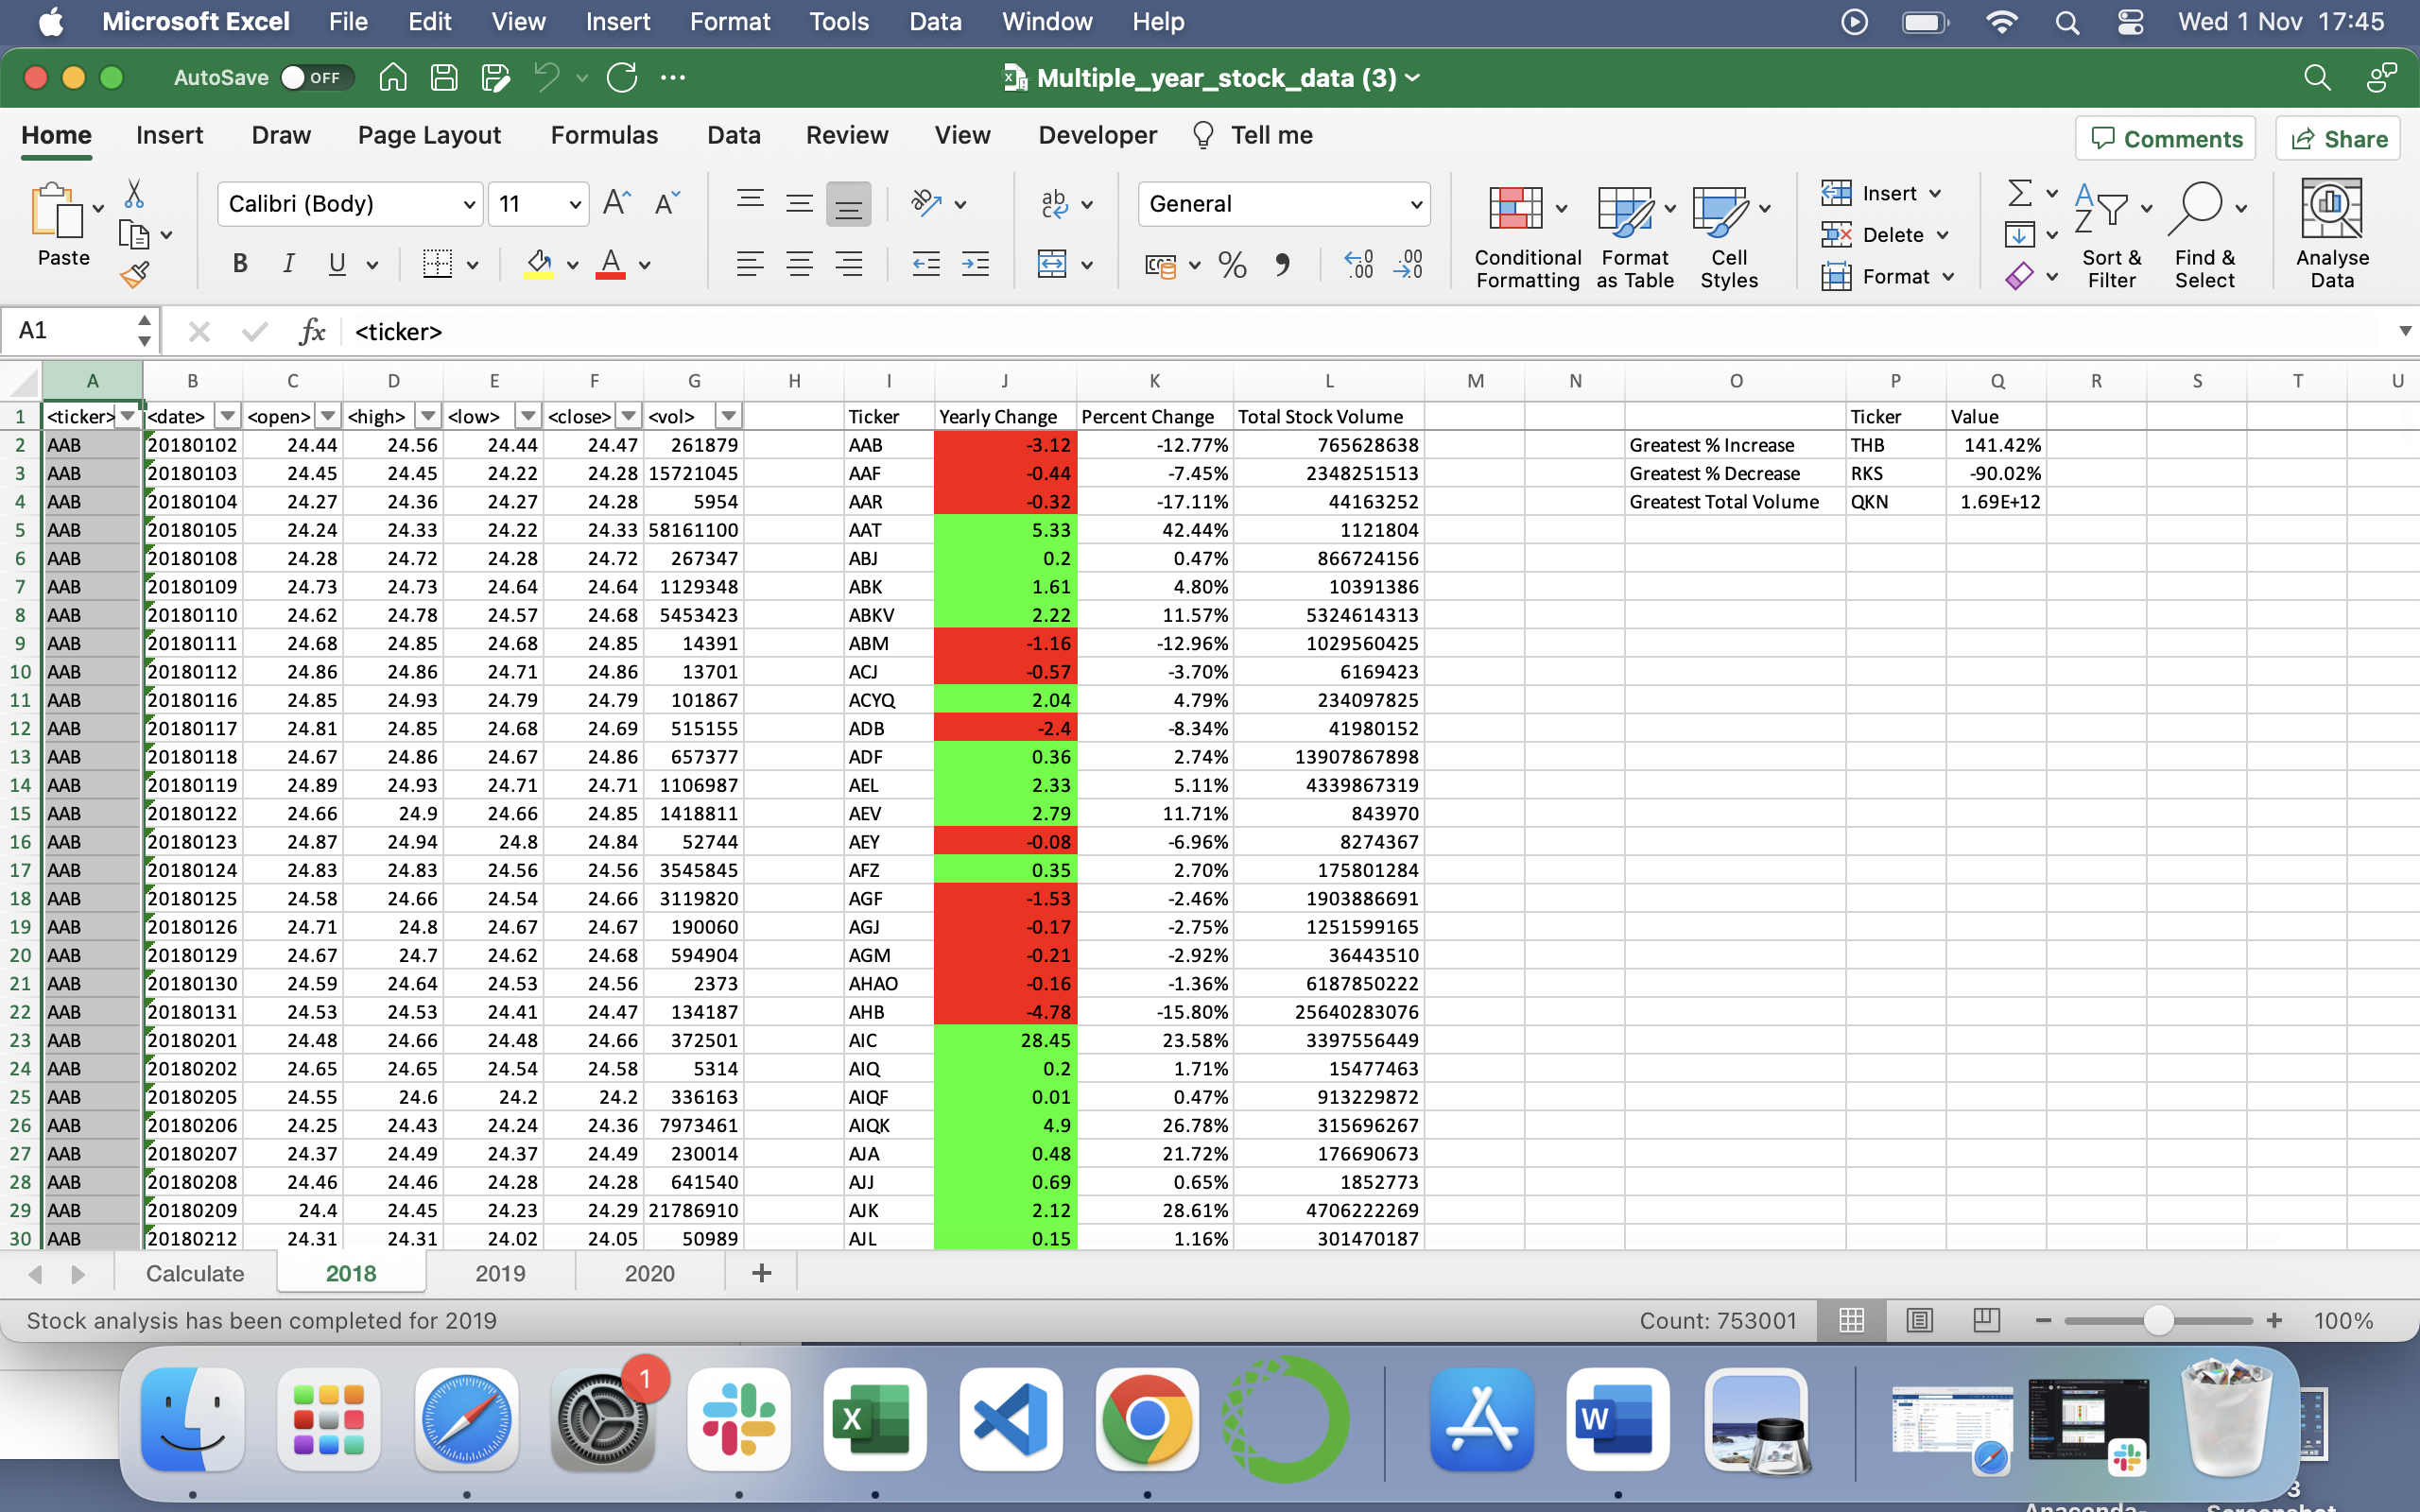 Microsoft Excel File Edit View Insert Format Tools Data Window Help Wed 1 Nov 17:45
AutoSave OFF Multiple_year_stock_data (3)
Home Insert Draw Page Layout Formulas Data Review View Developer Tell me Comments Share
Paste Calibri (Body) 11 General Conditional Formatting Format as Table Cell Styles Insert Delete Format Sort & Filter Find & Select Analyse Data
A1 fx <ticker>
A B C D E F G H I J K L M N O P Q R S T U
1 <ticker> <date> <open> <high> <low> <close> <vol> Ticker Yearly Change Percent Change Total Stock Volume Ticker Value
2 AAB 20180102 24.44 24.56 24.44 24.47 261879 AAB -3.12 -12.77% 765628638 Greatest % Increase THB 141.42%
3 AAB 20180103 24.45 24.45 24.22 24.28 15721045 AAF -0.44 -7.45% 2348251513 Greatest % Decrease RKS -90.02%
4 AAB 20180104 24.27 24.36 24.27 24.28 5954 AAR -0.32 -17.11% 44163252 Greatest Total Volume QKN 1.69E+12
5 AAB 20180105 24.24 24.33 24.22 24.33 58161100 AAT 5.33 42.44% 1121804
6 AAB 20180108 24.28 24.72 24.28 24.72 267347 ABJ 0.2 0.47% 866724156
7 AAB 20180109 24.73 24.73 24.64 24.64 1129348 ABK 1.61 4.80% 10391386
8 AAB 20180110 24.62 24.78 24.57 24.68 5453423 ABKV 2.22 11.57% 5324614313
9 AAB 20180111 24.68 24.85 24.68 24.85 14391 ABM -1.16 -12.96% 1029560425
10 AAB 20180112 24.86 24.86 24.71 24.86 13701 ACJ -0.57 -3.70% 6169423
11 AAB 20180116 24.85 24.93 24.79 24.79 101867 ACYQ 2.04 4.79% 234097825
12 AAB 20180117 24.81 24.85 24.68 24.69 515155 ADB -2.4 -8.34% 41980152
13 AAB 20180118 24.67 24.86 24.67 24.86 657377 ADF 0.36 2.74% 13907867898
14 AAB 20180119 24.89 24.93 24.71 24.71 1106987 AEL 2.33 5.11% 4339867319
15 AAB 20180122 24.66 24.9 24.66 24.85 1418811 AEV 2.79 11.71% 843970
16 AAB 20180123 24.87 24.94 24.8 24.84 52744 AEY -0.08 -6.96% 8274367
17 AAB 20180124 24.83 24.83 24.56 24.56 3545845 AFZ 0.35 2.70% 175801284
18 AAB 20180125 24.58 24.66 24.54 24.66 3119820 AGF -1.53 -2.46% 1903886691
19 AAB 20180126 24.71 24.8 24.67 24.67 190060 AGJ -0.17 -2.75% 1251599165
20 AAB 20180129 24.67 24.7 24.62 24.68 594904 AGM -0.21 -2.92% 36443510
21 AAB 20180130 24.59 24.64 24.53 24.56 2373 AHAO -0.16 -1.36% 6187850222
22 AAB 20180131 24.53 24.53 24.41 24.47 134187 AHB -4.78 -15.80% 25640283076
23 AAB 20180201 24.48 24.66 24.48 24.66 372501 AIC 28.45 23.58% 3397556449
24 AAB 20180202 24.65 24.65 24.54 24.58 5314 AIQ 0.2 1.71% 15477463
25 AAB 20180205 24.55 24.6 24.2 24.2 336163 AIQF 0.01 0.47% 913229872
26 AAB 20180206 24.25 24.43 24.24 24.36 7973461 AIQK 4.9 26.78% 315696267
27 AAB 20180207 24.37 24.49 24.37 24.49 230014 AJA 0.48 21.72% 176690673
28 AAB 20180208 24.46 24.46 24.28 24.28 641540 AJJ 0.69 0.65% 1852773
29 AAB 20180209 24.4 24.45 24.23 24.29 21786910 AJK 2.12 28.61% 4706222269
30 AAB 20180212 24.31 24.31 24.02 24.05 50989 AJL 0.15 1.16% 301470187
Calculate 2018 2019 2020 +
Stock analysis has been completed for 2019 Count: 753001 100%
1